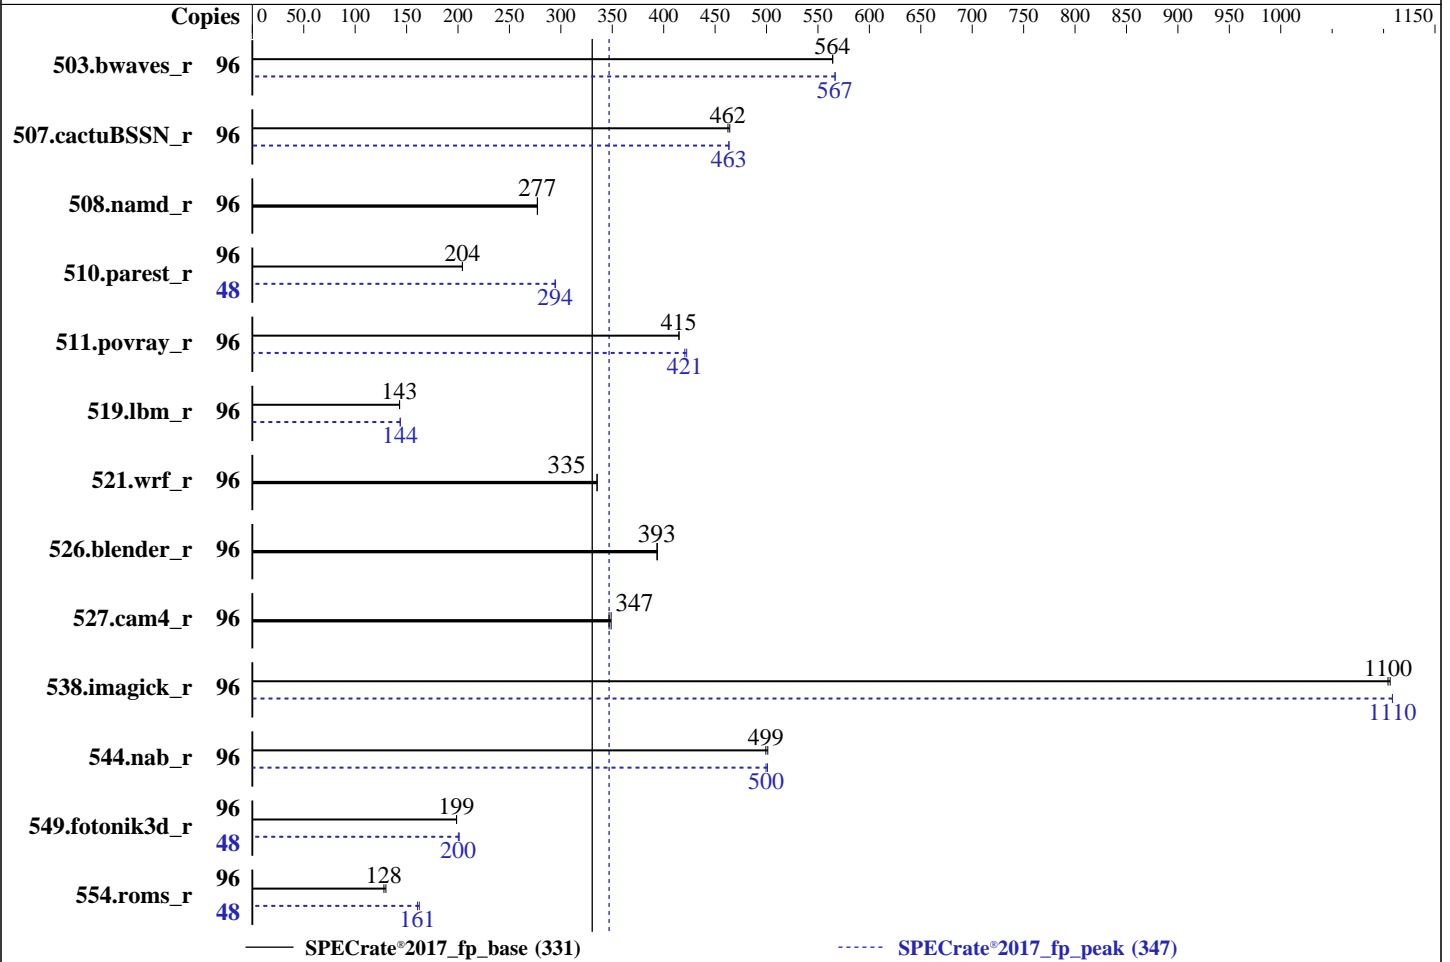 Copies 0 50.0 100 150 200 250 300 350 400 450 500 550 600 650 700 750 800 850 900 950 1000 1150
503.bwaves_r 96 564
567
507.cactuBSSN_r 96 462
463
508.namd_r 96 277
510.parest_r 96 204
48 294
511.povray_r 96 415
421
519.lbm_r 96 143
144
521.wrf_r 96 335
526.blender_r 96 393
527.cam4_r 96 347
538.imagick_r 96 1100
1110
544.nab_r 96 499
500
549.fotonik3d_r 96 199
48 200
554.roms_r 96 128
48 161
SPECrate®2017_fp_base (331) SPECrate®2017_fp_peak (347)